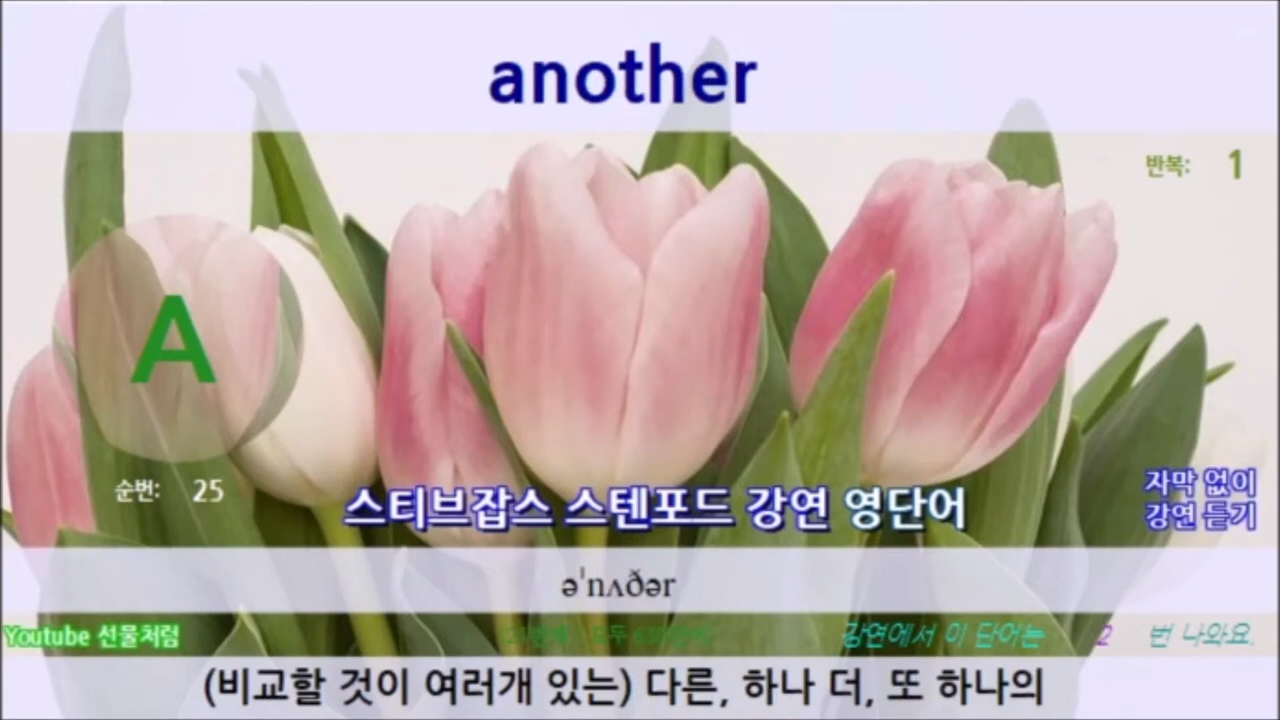 another
반복: 1
A
순번: 25
스티브잡스 스텐포드 강연 영단어
자막 없이
강연 듣기
əˈnʌðər
Youtube 선물처럼
강연에서 이 단어는 2 번 나와요.
(비교할 것이 여러개 있는) 다른, 하나 더, 또 하나의